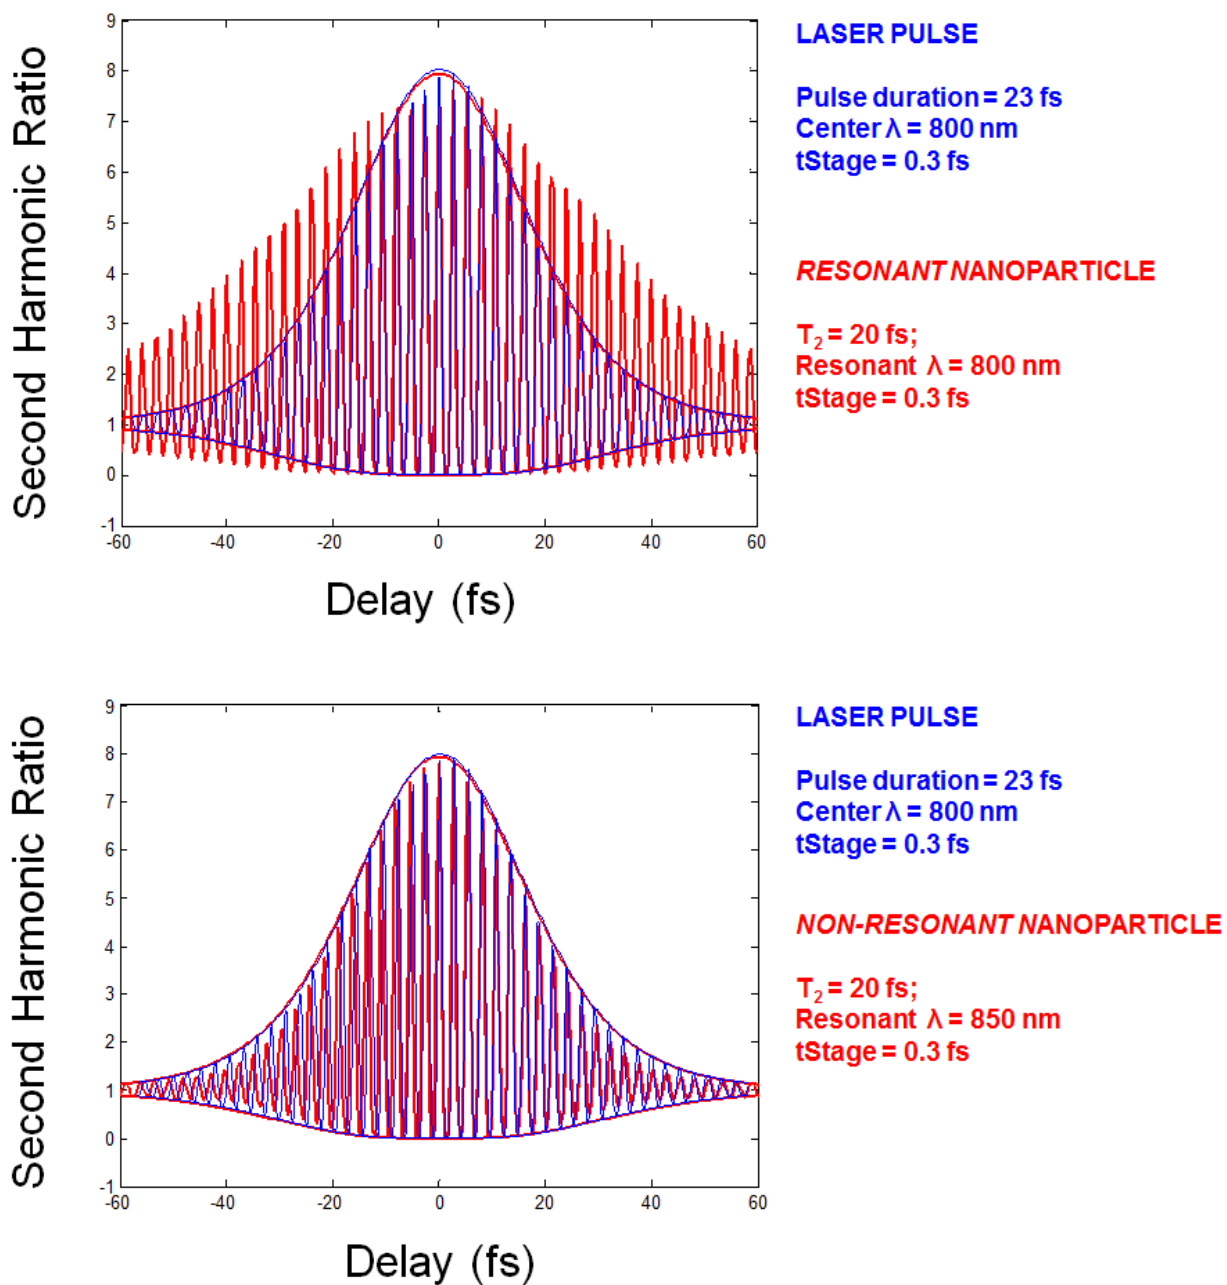 Second Harmonic Ratio
9
8
7
6
5
4
3
2
1
0
-1
-60
-40
-20
0
20
40
60
Delay (fs)
LASER PULSE
Pulse duration = 23 fs
Center λ = 800 nm
tStage = 0.3 fs
RESONANT NANOPARTICLE
T₂ = 20 fs;
Resonant λ = 800 nm
tStage = 0.3 fs
Second Harmonic Ratio
9
8
7
6
5
4
3
2
1
0
-1
-60
-40
-20
0
20
40
60
Delay (fs)
LASER PULSE
Pulse duration = 23 fs
Center λ = 800 nm
tStage = 0.3 fs
NON-RESONANT NANOPARTICLE
T₂ = 20 fs;
Resonant λ = 850 nm
tStage = 0.3 fs